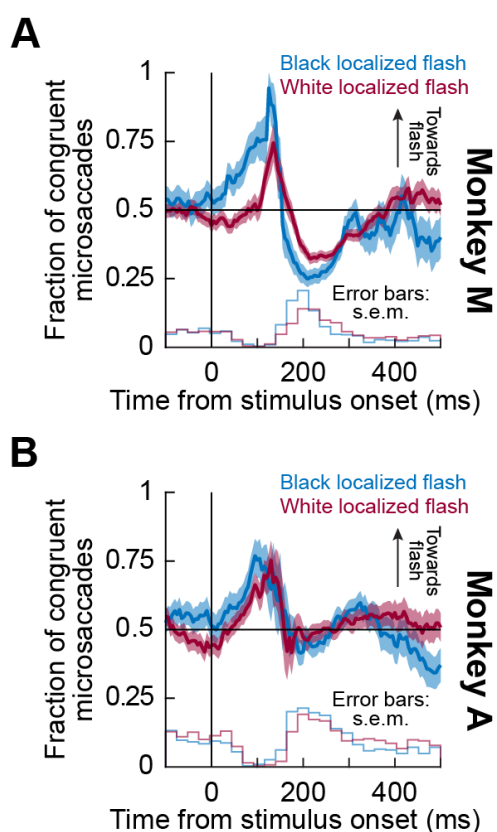 A
Black localized flash
White localized flash
1
0.75
0.5
0.25
0
Fraction of congruent
microsaccades
Towards
flash
Monkey M
Error bars:
s.e.m.
0 200 400
Time from stimulus onset (ms)
B
Black localized flash
White localized flash
1
0.75
0.5
0.25
0
Fraction of congruent
microsaccades
Towards
flash
Monkey A
Error bars:
s.e.m.
0 200 400
Time from stimulus onset (ms)